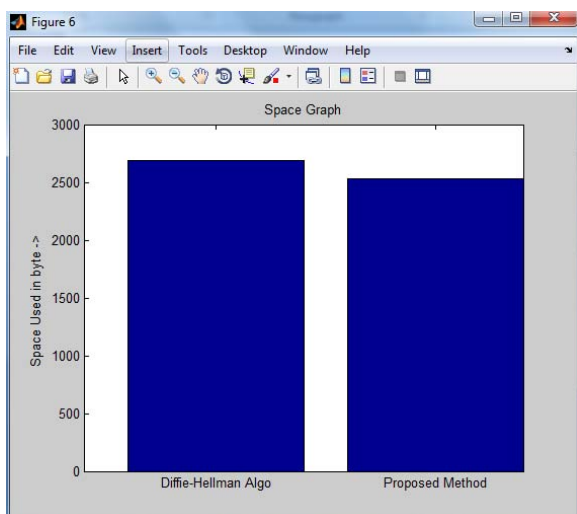 Figure 6
File Edit View Insert Tools Desktop Window Help
Space Graph
3000
2500
2000
1500
1000
500
0
Space Used in byte ->
Diffie-Hellman Algo
Proposed Method